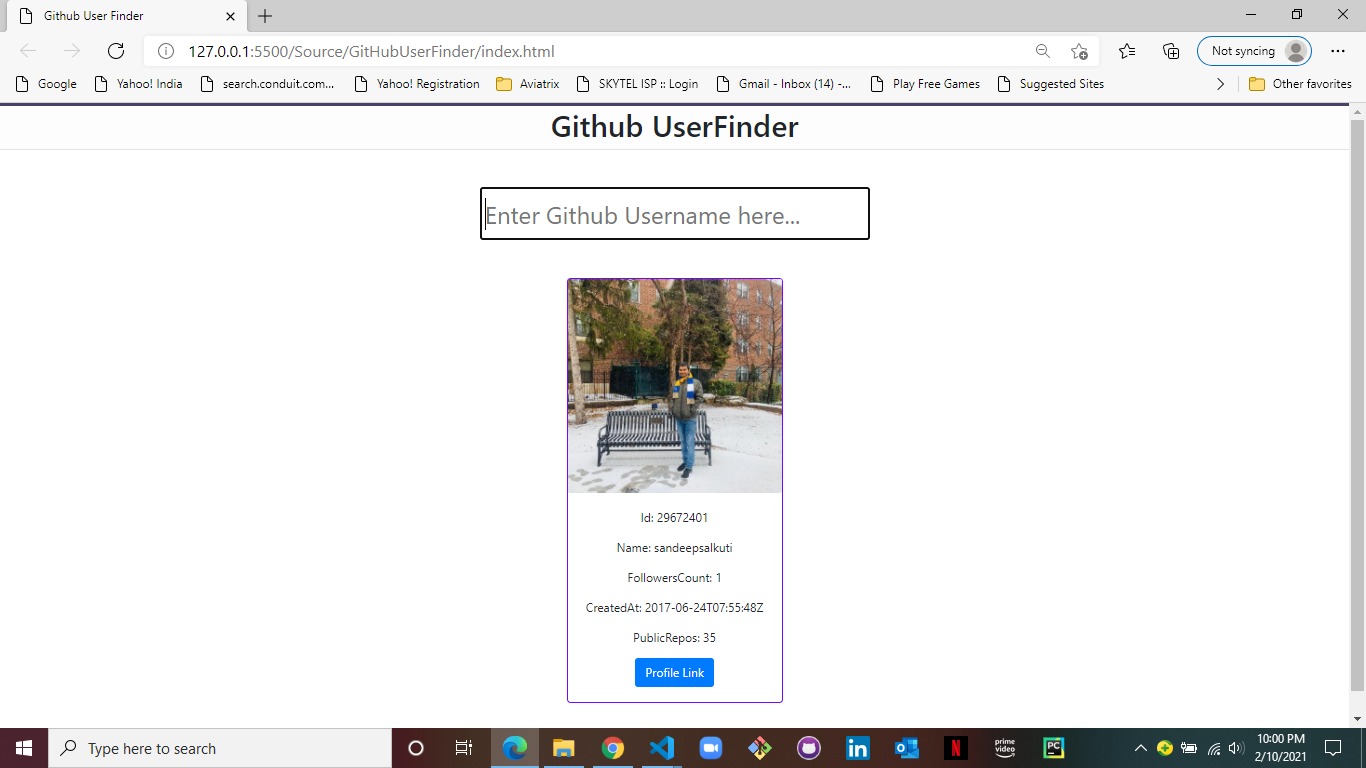 Github User Finder
127.0.0.1:5500/Source/GitHubUserFinder/index.html
Not syncing
Google Yahoo! India search.conduit.com... Yahoo! Registration Aviatrix SKYTEL ISP :: Login Gmail - Inbox (14) -... Play Free Games Suggested Sites Other favorites
Github UserFinder
Enter Github Username here...
Id: 29672401
Name: sandeepsalkuti
FollowersCount: 1
CreatedAt: 2017-06-24T07:55:48Z
PublicRepos: 35
Profile Link
Type here to search
in
N
prime
video
PC
10:00 PM
2/10/2021